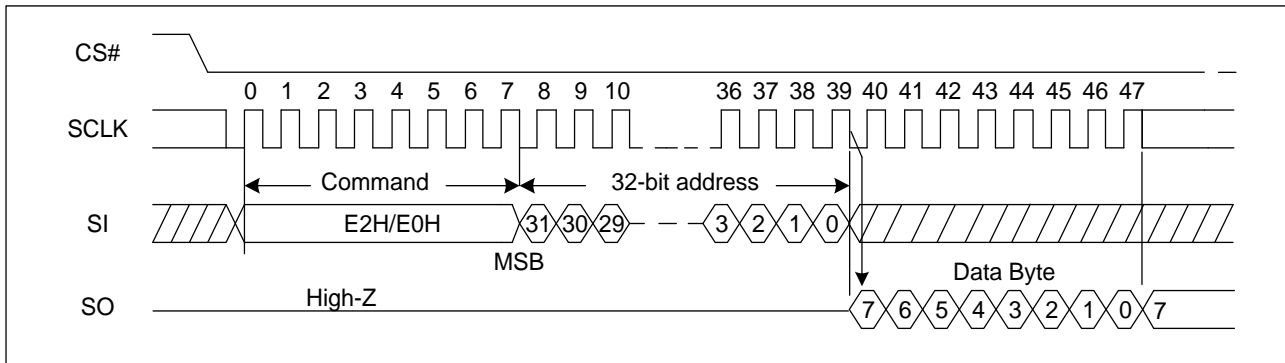 CS#
0 1 2 3 4 5 6 7 8 9 10 36 37 38 39 40 41 42 43 44 45 46 47
SCLK
Command 32-bit address
SI E2H/E0H 31 30 29 3 2 1 0
MSB Data Byte
High-Z
SO 7 6 5 4 3 2 1 0 7